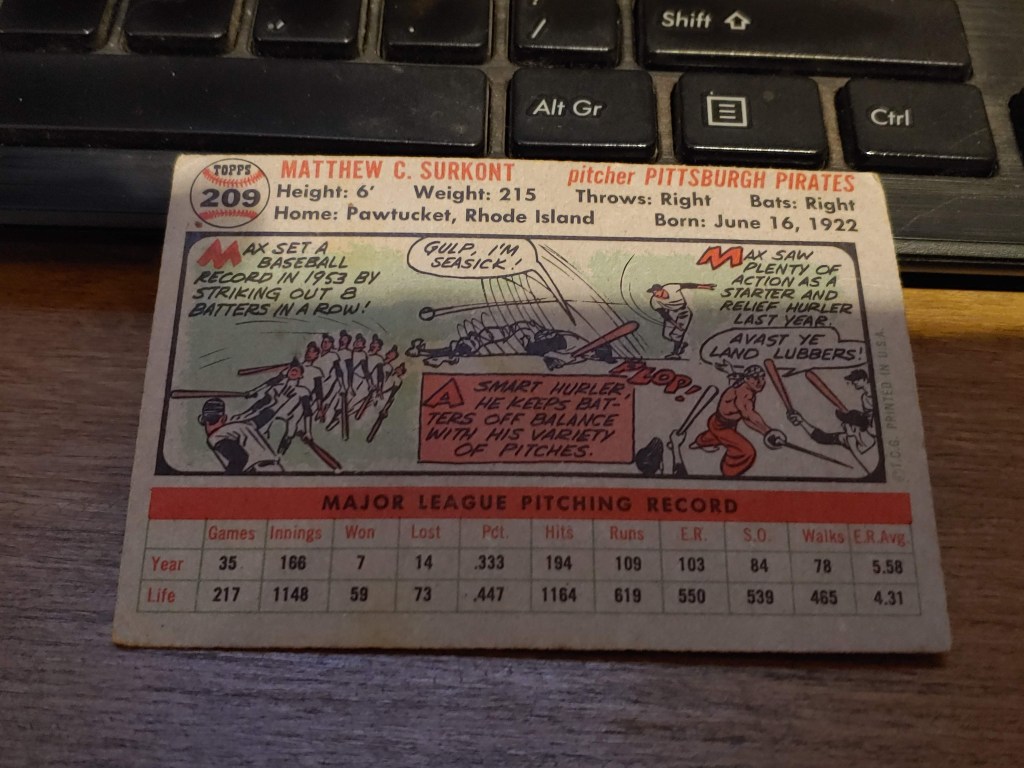 /
Shift
Alt Gr
Ctrl
TOPPS
209
MATTHEW C. SURKONT
pitcher PITTSBURGH PIRATES
Height: 6' Weight: 215 Throws: Right Bats: Right
Home: Pawtucket, Rhode Island Born: June 16, 1922
MAX SET A
BASEBALL
RECORD IN 1953 BY
STRIKING OUT 8
BATTERS IN A ROW!
GULP, I'M
SEASICK!
A SMART HURLER,
HE KEEPS BAT-
TERS OFF BALANCE
WITH HIS VARIETY
OF PITCHES.
PLOP!
MAX SAW
PLENTY OF
ACTION AS A
STARTER AND
RELIEF HURLER
LAST YEAR.
AVAST YE
LAND LUBBERS!
©T.C.G. PRINTED IN U.S.A.
MAJOR LEAGUE PITCHING RECORD
Games Innings Won Lost Pct. Hits Runs E.R. S.O. Walks E.R.Avg.
Year 35 166 7 14 .333 194 109 103 84 78 5.58
Life 217 1148 59 73 .447 1164 619 550 539 465 4.31